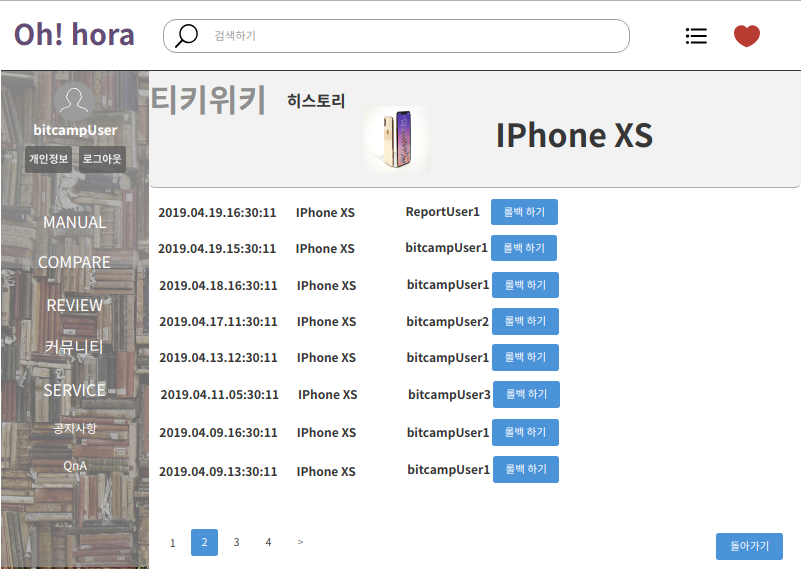 Oh! hora
검색하기
bitcampUser
개인정보 로그아웃
MANUAL
COMPARE
REVIEW
커뮤니티
SERVICE
공지사항
QnA
티키위키 히스토리
IPhone XS
2019.04.19.16:30:11 IPhone XS ReportUser1 롤백 하기
2019.04.19.15:30:11 IPhone XS bitcampUser1 롤백 하기
2019.04.18.16:30:11 IPhone XS bitcampUser1 롤백 하기
2019.04.17.11:30:11 IPhone XS bitcampUser2 롤백 하기
2019.04.13.12:30:11 IPhone XS bitcampUser1 롤백 하기
2019.04.11.05:30:11 IPhone XS bitcampUser3 롤백 하기
2019.04.09.16:30:11 IPhone XS bitcampUser1 롤백 하기
2019.04.09.13:30:11 IPhone XS bitcampUser1 롤백 하기
1 2 3 4 >
돌아가기